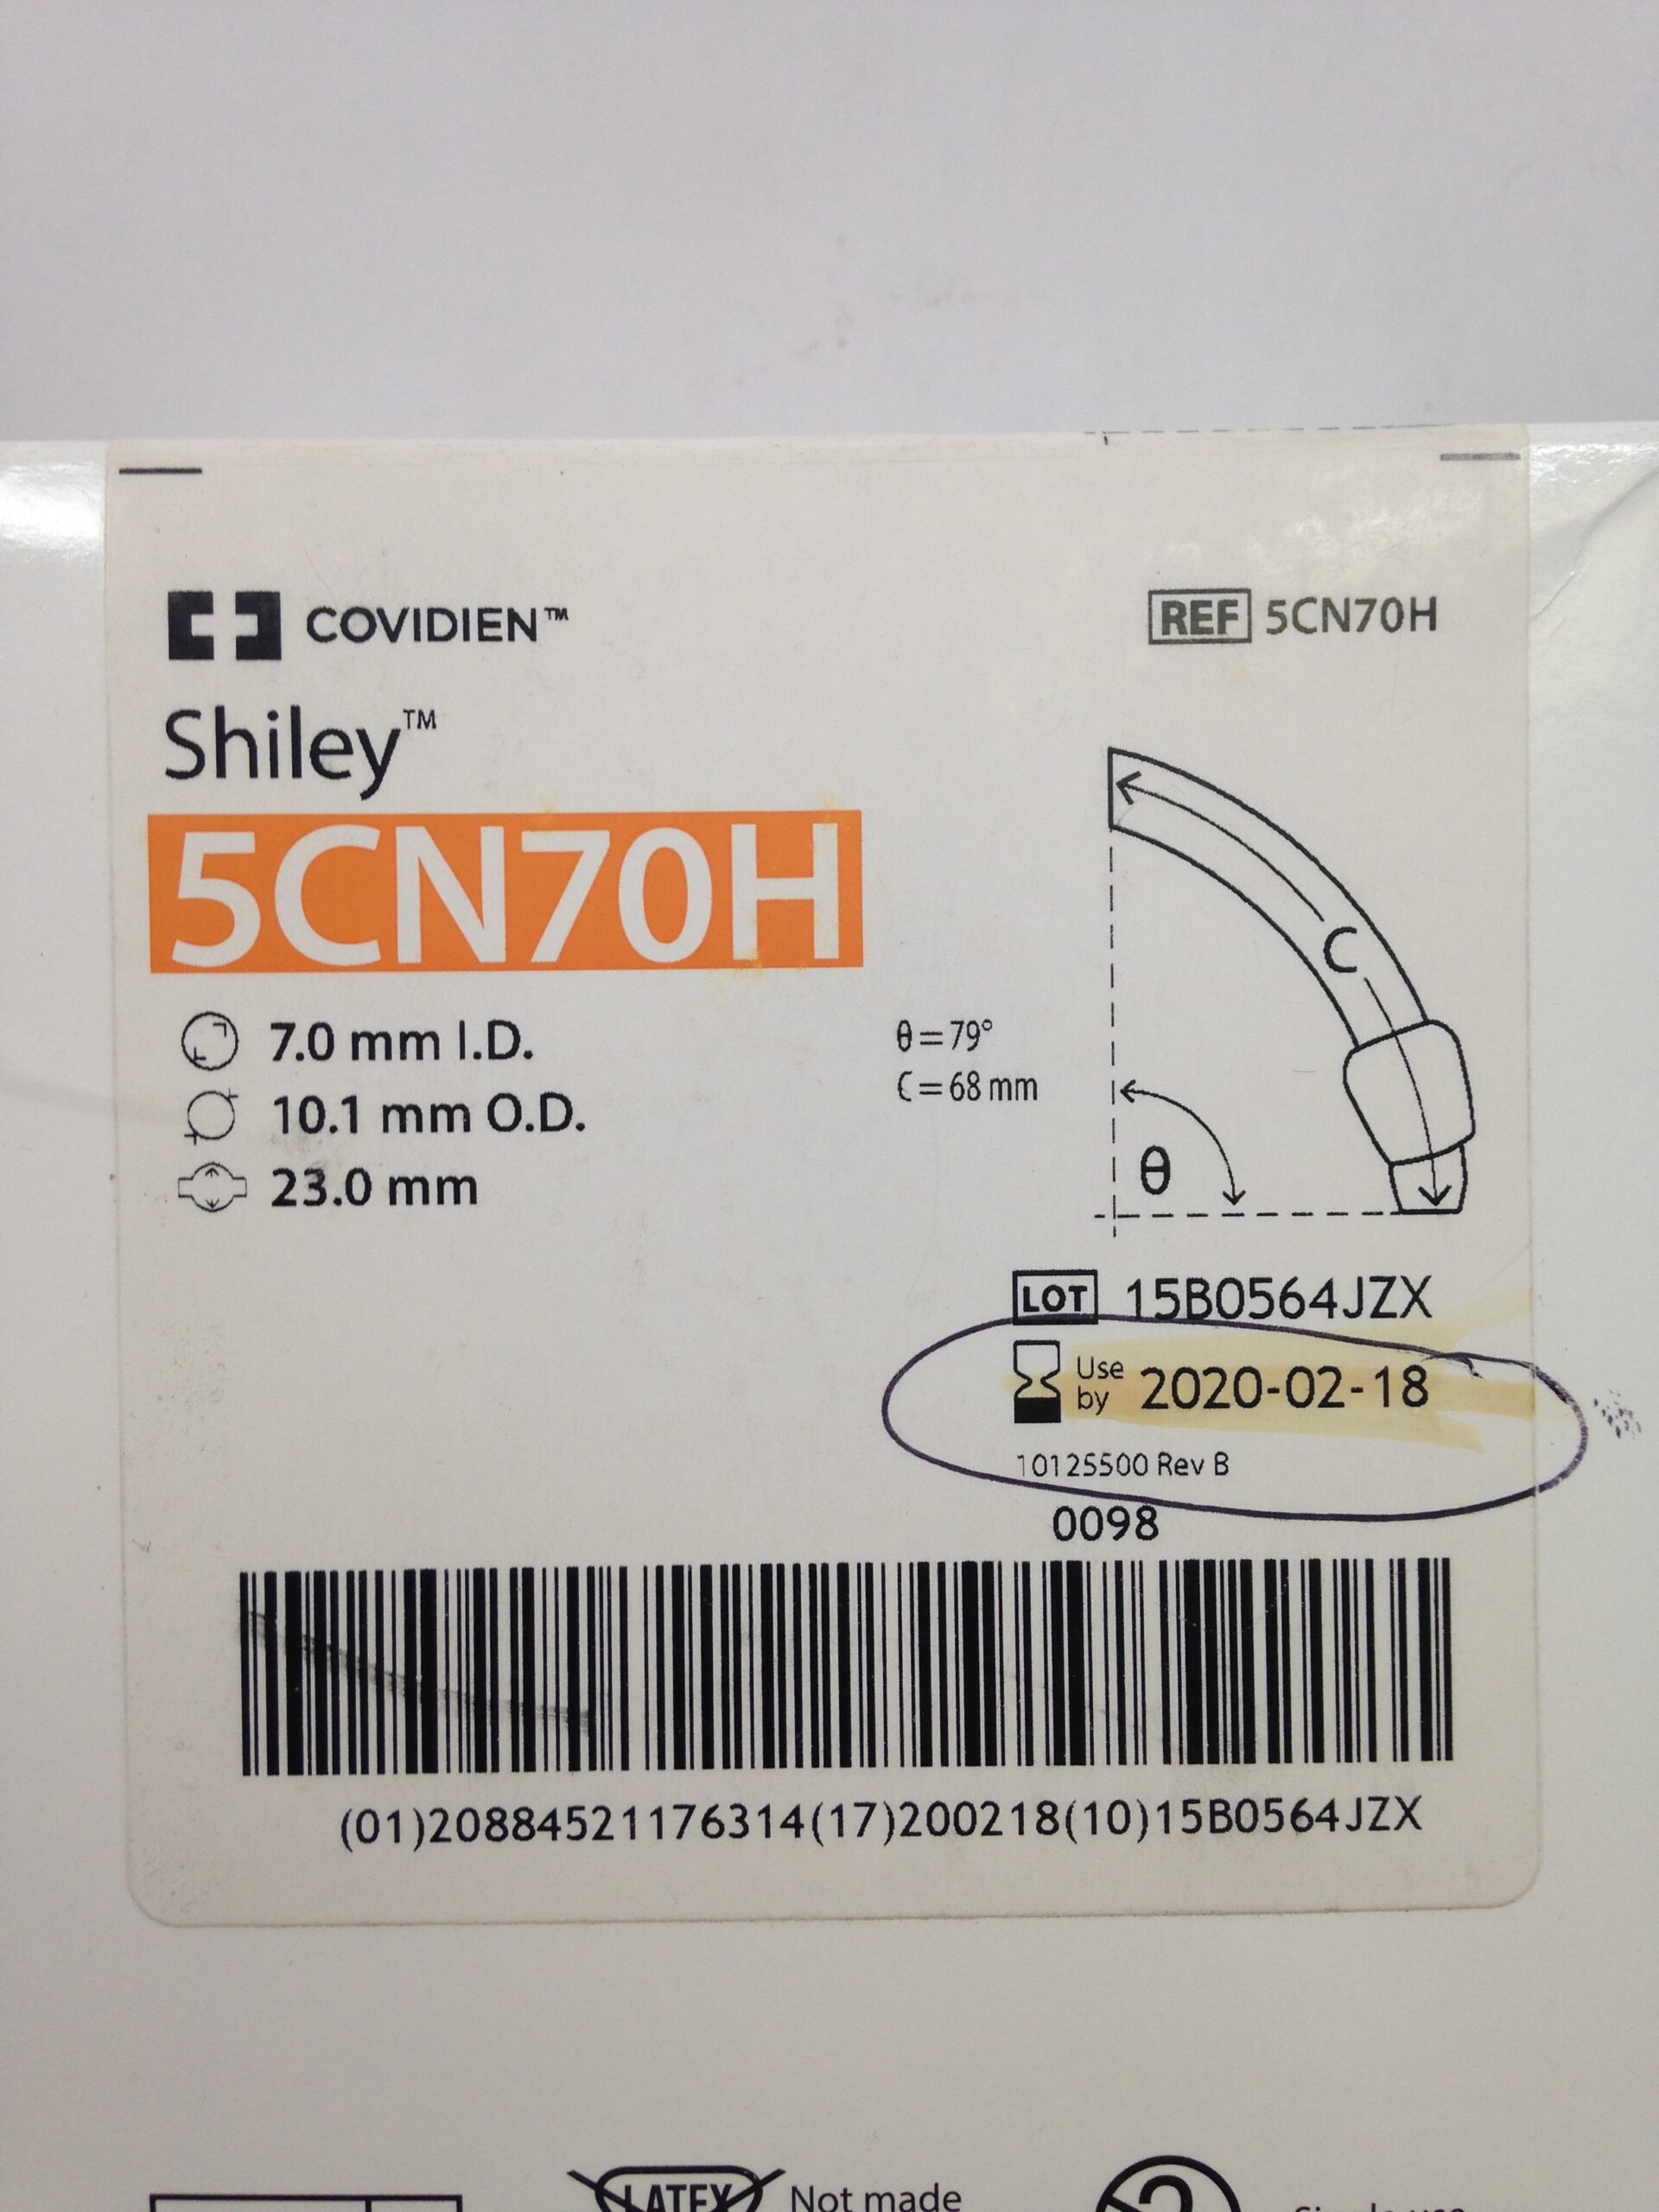 COVIDIEN™
REF 5CN70H
Shiley™
5CN70H
7.0 mm I.D.
10.1 mm O.D.
23.0 mm
θ = 79°
C = 68 mm
C
θ
LOT 15B0564JZX
Use by 2020-02-18
10125500 Rev B
0098
(01)20884521176314(17)200218(10)15B0564JZX
LATEX Not made
2